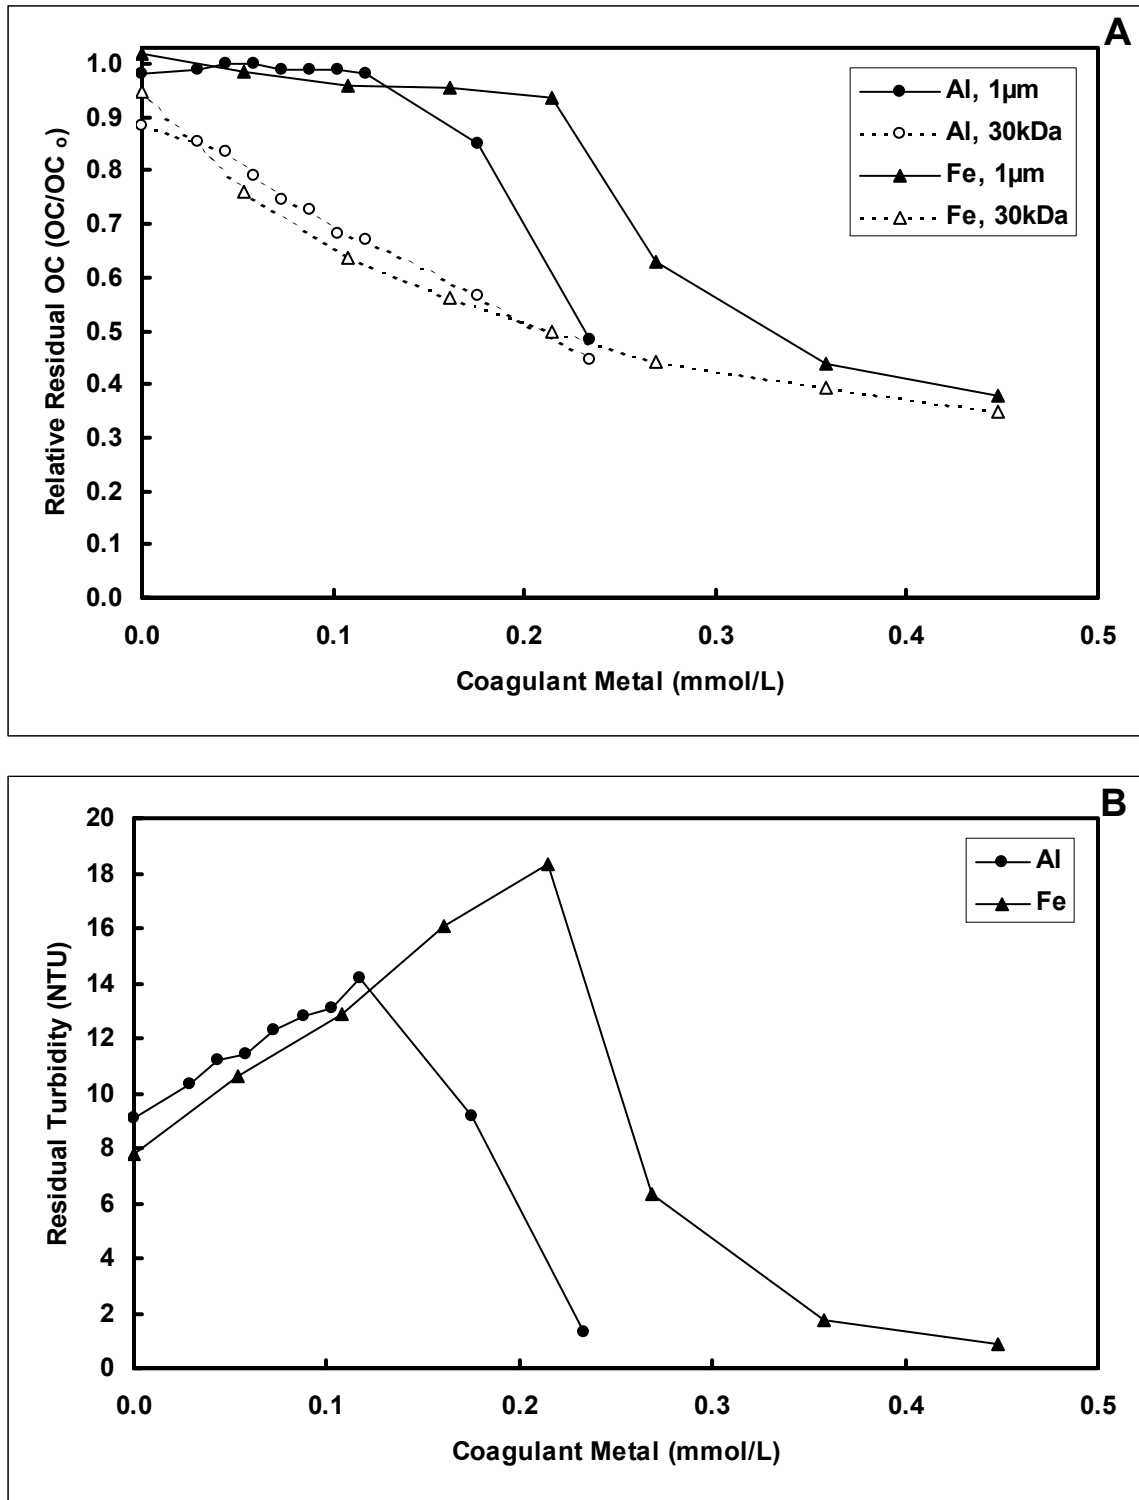 A
1.0
0.9
0.8
0.7
0.6
0.5
0.4
0.3
0.2
0.1
0.0
Relative Residual OC (OC/OC o)
Al, 1µm
Al, 30kDa
Fe, 1µm
Fe, 30kDa
0.0 0.1 0.2 0.3 0.4 0.5
Coagulant Metal (mmol/L)
B
20
18
16
14
12
10
8
6
4
2
0
Residual Turbidity (NTU)
Al
Fe
0.0 0.1 0.2 0.3 0.4 0.5
Coagulant Metal (mmol/L)